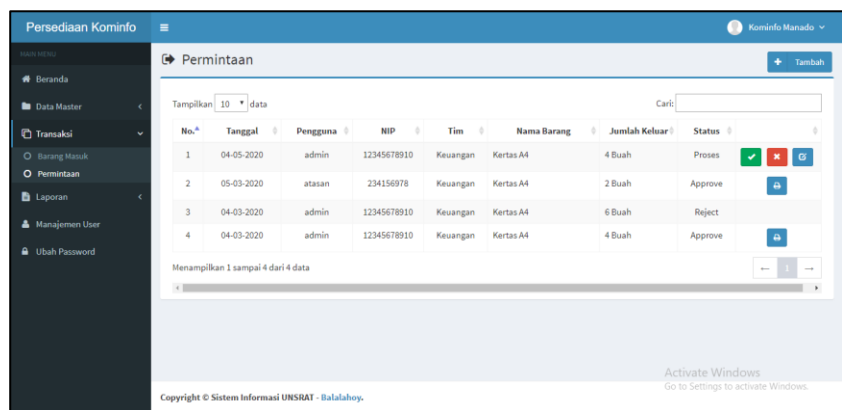 Persediaan Kominfo
Kominfo Manado
MAIN MENU
Beranda
Data Master
Transaksi
Barang Masuk
Permintaan
Laporan
Manajemen User
Ubah Password
Permintaan
Tambah
Tampilkan 10 data
Cari:
No. Tanggal Pengguna NIP Tim Nama Barang Jumlah Keluar Status
1 04-05-2020 admin 12345678910 Keuangan Kertas A4 4 Buah Proses
2 05-03-2020 atasan 234156978 Keuangan Kertas A4 2 Buah Approve
3 04-03-2020 admin 12345678910 Keuangan Kertas A4 6 Buah Reject
4 04-03-2020 admin 12345678910 Keuangan Kertas A4 4 Buah Approve
Menampilkan 1 sampai 4 dari 4 data
← 1 →
Activate Windows
Go to Settings to activate Windows.
Copyright © Sistem Informasi UNSRAT - Balalahoy.